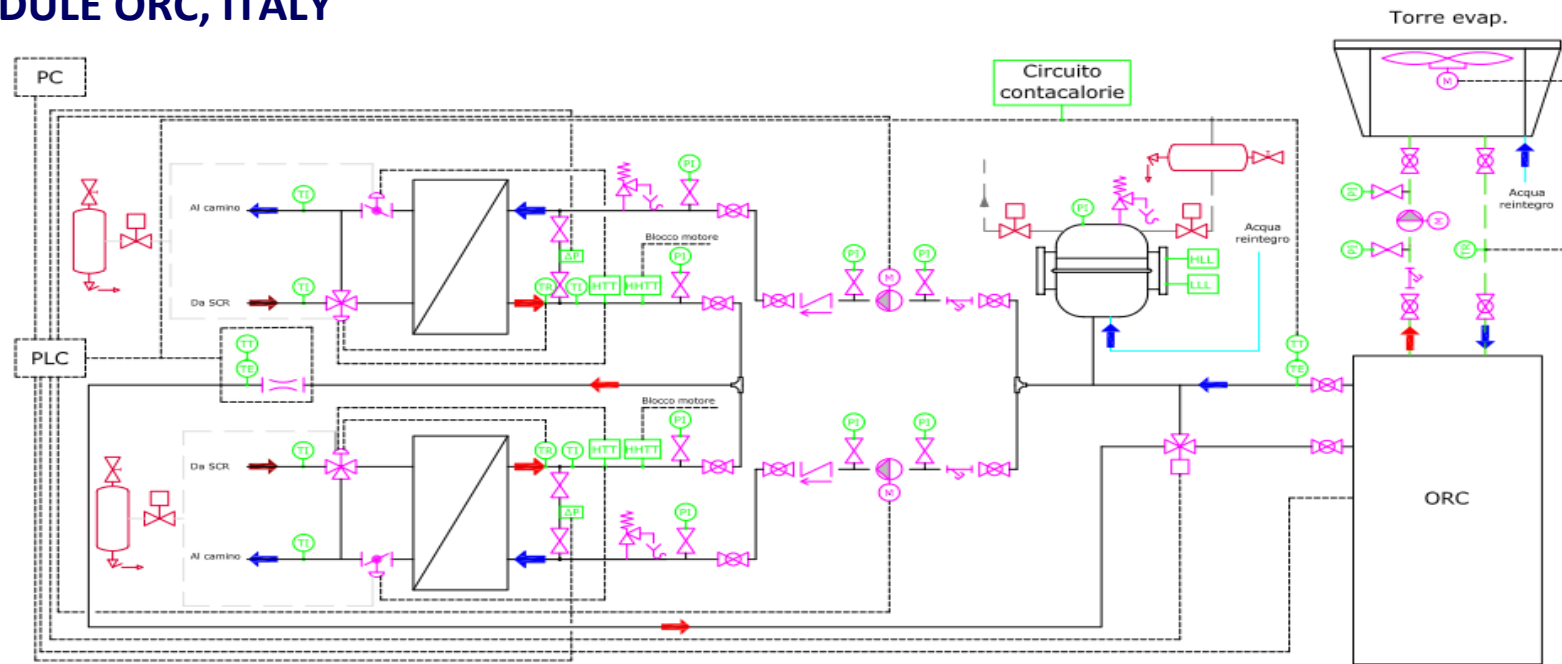 DULE ORC, ITALY
Torre evap.
PC
Circuito
contacalorie
M
M
TI
PI
PI
Al camino
Acqua
reintegro
PI
Blocco motore
Acqua
reintegro
M
ΔP
PI
PI
PI
HLL
PI
TR
TI
TR
TI
HTT
HHTT
LLL
Da SCR
M
TT
TT
PLC
TE
TE
Blocco motore
PI
PI
PI
TI
TR
TI
HTT
HHTT
Da SCR
M
ORC
ΔP
PI
TI
Al camino